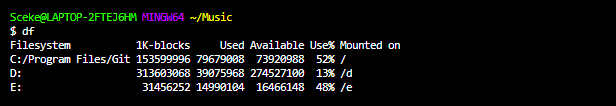 Sceke@LAPTOP-2FTEJ6HM MINGW64 ~/Music
$ df
Filesystem           1K-blocks     Used Available Use% Mounted on
C:/Program Files/Git 153599996 79679008  73920988  52% /
D:                   313603068 39075968 274527100  13% /d
E:                    31456252 14990104  16466148  48% /e